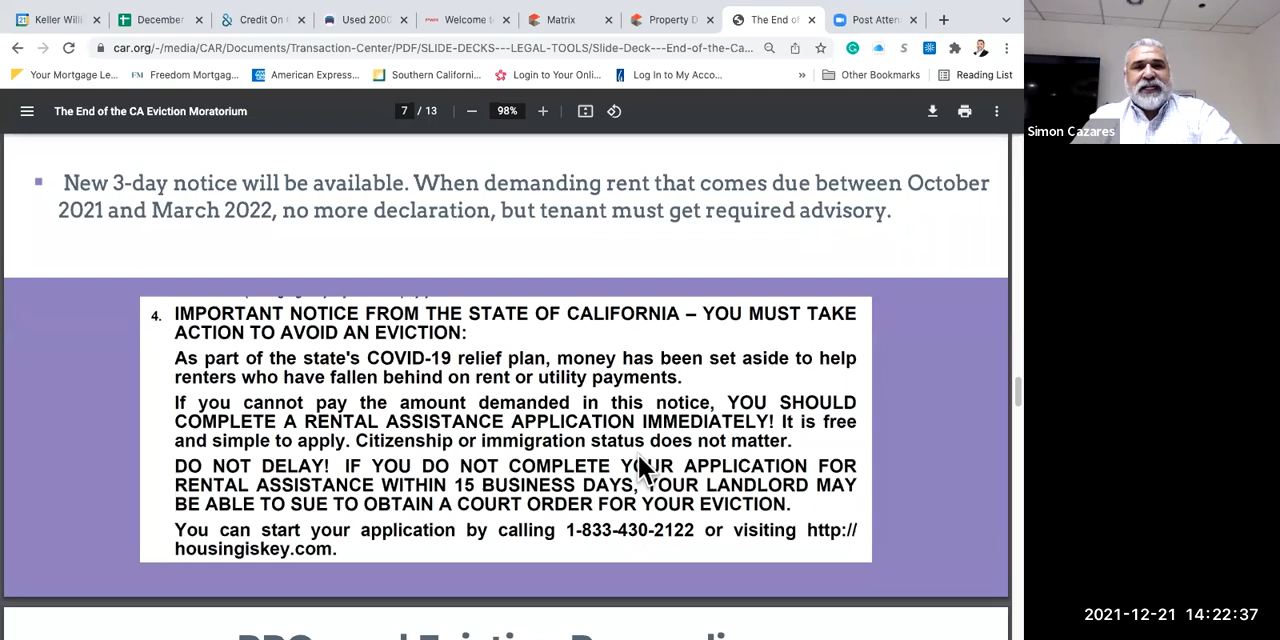 Keller Willi
December
Credit On
Used 2000
Welcome t
Matrix
Property D
The End of
Post Atten
car.org/-/media/CAR/Documents/Transaction-Center/PDF/SLIDE-DECKS---LEGAL-TOOLS/Slide-Deck---End-of-the-Ca...
Your Mortgage Le...
Freedom Mortgag...
American Express...
Southern Californi...
Login to Your Onli...
Log In to My Acco...
»
Other Bookmarks
Reading List
The End of the CA Eviction Moratorium
7 / 13
98%
Simon Cazares
New 3-day notice will be available. When demanding rent that comes due between October
2021 and March 2022, no more declaration, but tenant must get required advisory.
4. IMPORTANT NOTICE FROM THE STATE OF CALIFORNIA – YOU MUST TAKE
ACTION TO AVOID AN EVICTION:
As part of the state's COVID-19 relief plan, money has been set aside to help
renters who have fallen behind on rent or utility payments.
If you cannot pay the amount demanded in this notice, YOU SHOULD
COMPLETE A RENTAL ASSISTANCE APPLICATION IMMEDIATELY! It is free
and simple to apply. Citizenship or immigration status does not matter.
DO NOT DELAY! IF YOU DO NOT COMPLETE YOUR APPLICATION FOR
RENTAL ASSISTANCE WITHIN 15 BUSINESS DAYS, YOUR LANDLORD MAY
BE ABLE TO SUE TO OBTAIN A COURT ORDER FOR YOUR EVICTION.
You can start your application by calling 1-833-430-2122 or visiting http://
housingiskey.com.
2021-12-21 14:22:37